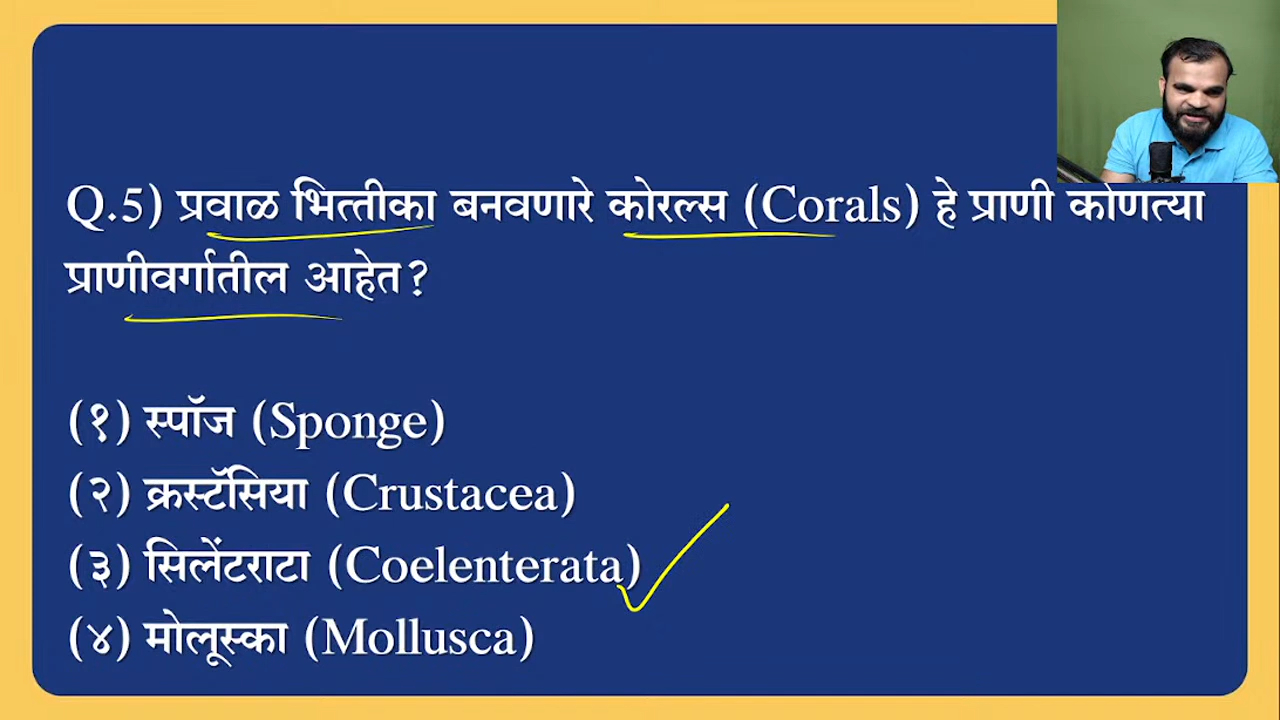 Q.5) प्रवाळ भित्तीका बनवणारे कोरल्स (Corals) हे प्राणी कोणत्या
प्राणीवर्गातील आहेत?
(१) स्पॉज (Sponge)
(२) क्रस्टॅसिया (Crustacea)
(३) सिलेंटराटा (Coelenterata)
(४) मोलूस्का (Mollusca)